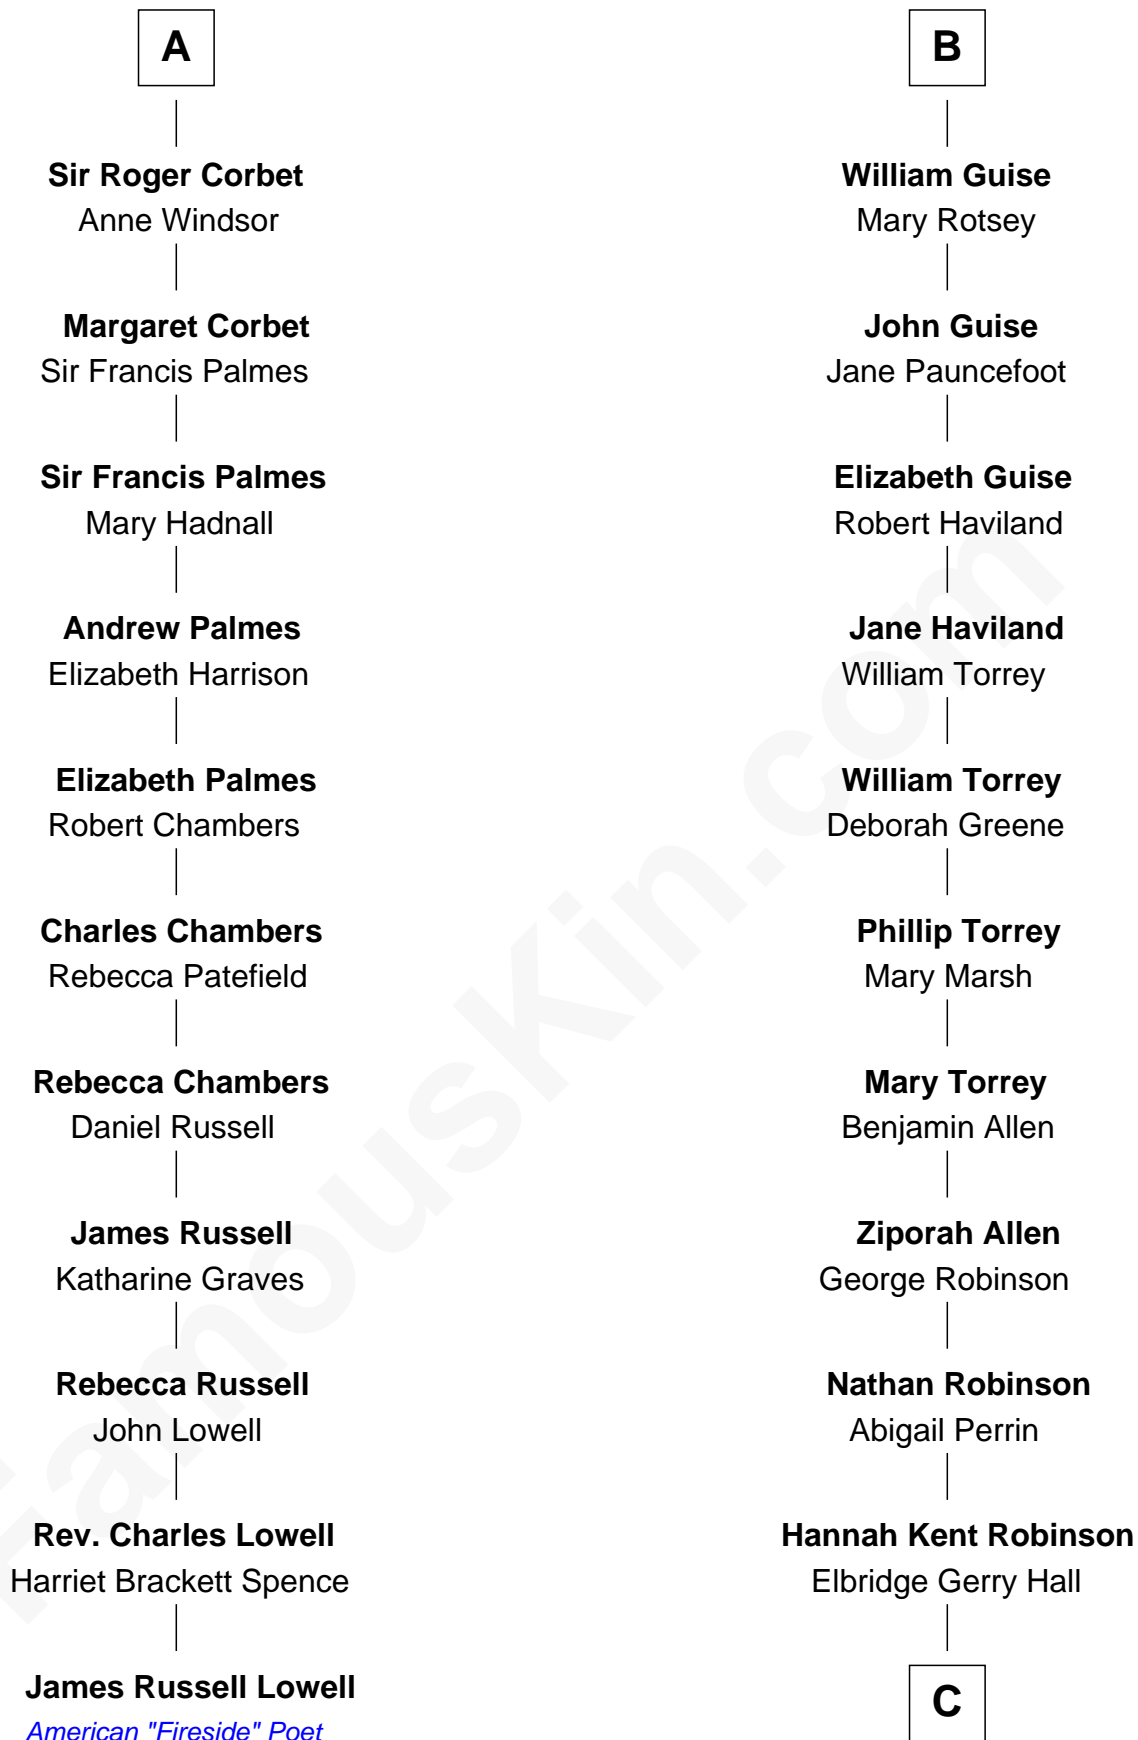 A
Sir Roger Corbet
Anne Windsor
Margaret Corbet
Sir Francis Palmes
Sir Francis Palmes
Mary Hadnall
Andrew Palmes
Elizabeth Harrison
Elizabeth Palmes
Robert Chambers
Charles Chambers
Rebecca Patefield
Rebecca Chambers
Daniel Russell
James Russell
Katharine Graves
Rebecca Russell
John Lowell
Rev. Charles Lowell
Harriet Brackett Spence
James Russell Lowell
American "Fireside" Poet
B
William Guise
Mary Rotsey
John Guise
Jane Pauncefoot
Elizabeth Guise
Robert Haviland
Jane Haviland
William Torrey
William Torrey
Deborah Greene
Phillip Torrey
Mary Marsh
Mary Torrey
Benjamin Allen
Ziporah Allen
George Robinson
Nathan Robinson
Abigail Perrin
Hannah Kent Robinson
Elbridge Gerry Hall
C
FamousKin.com